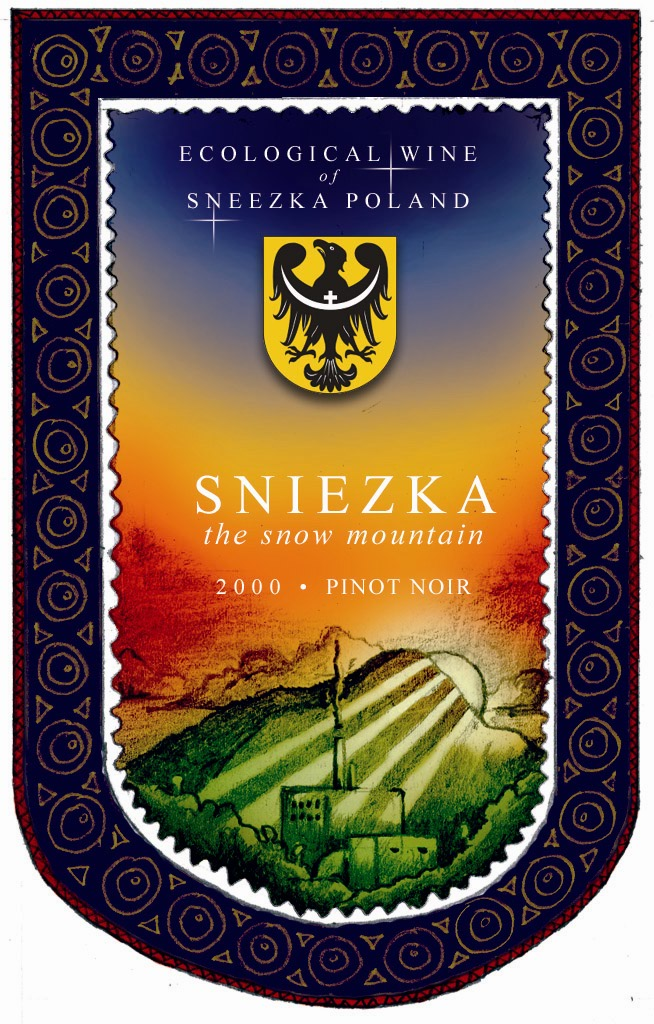 ECOLOGICAL WINE
of
SNEEZKA POLAND
SNIEZKA
the snow mountain
2000 • PINOT NOIR